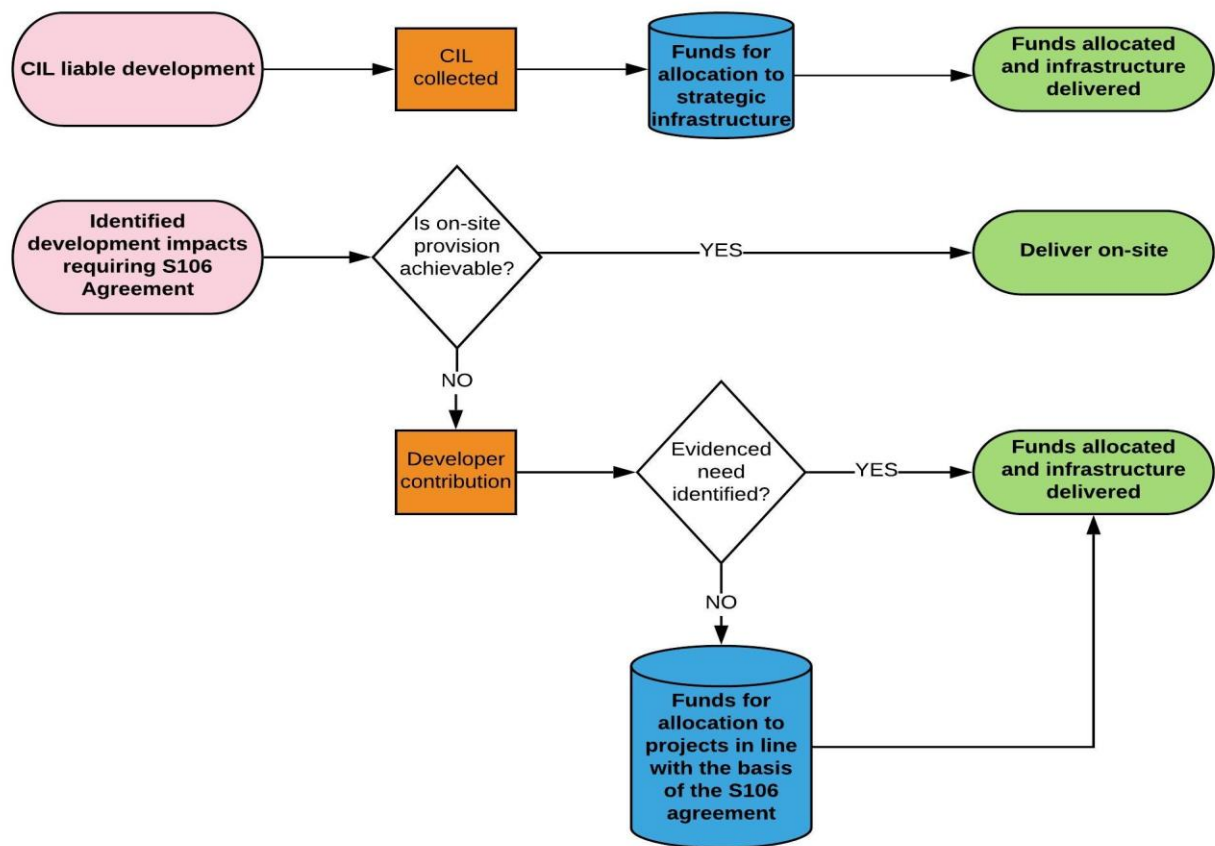 CIL liable development
CIL
collected
Funds for
allocation to
strategic
infrastructure
Funds allocated
and infrastructure
delivered
Identified
development impacts
requiring S106
Agreement
Is on-site
provision
achievable?
YES
Deliver on-site
NO
Developer
contribution
Evidenced
need
identified?
YES
Funds allocated
and infrastructure
delivered
NO
Funds for
allocation to
projects in line
with the basis
of the S106
agreement